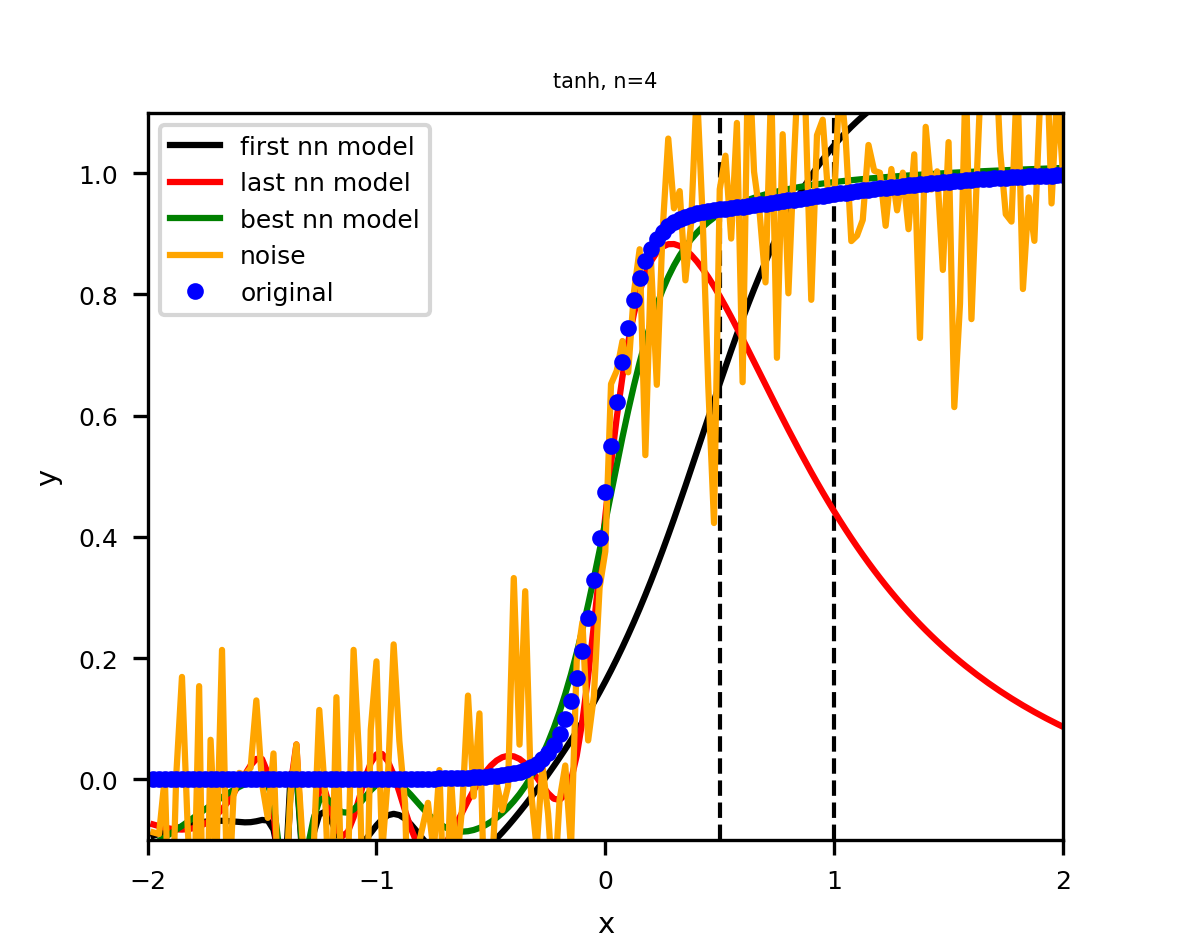 tanh, n=4
first nn model
last nn model
best nn model
noise
original
1.0
0.8
0.6
0.4
0.2
0.0
y
−2
−1
0
1
2
x